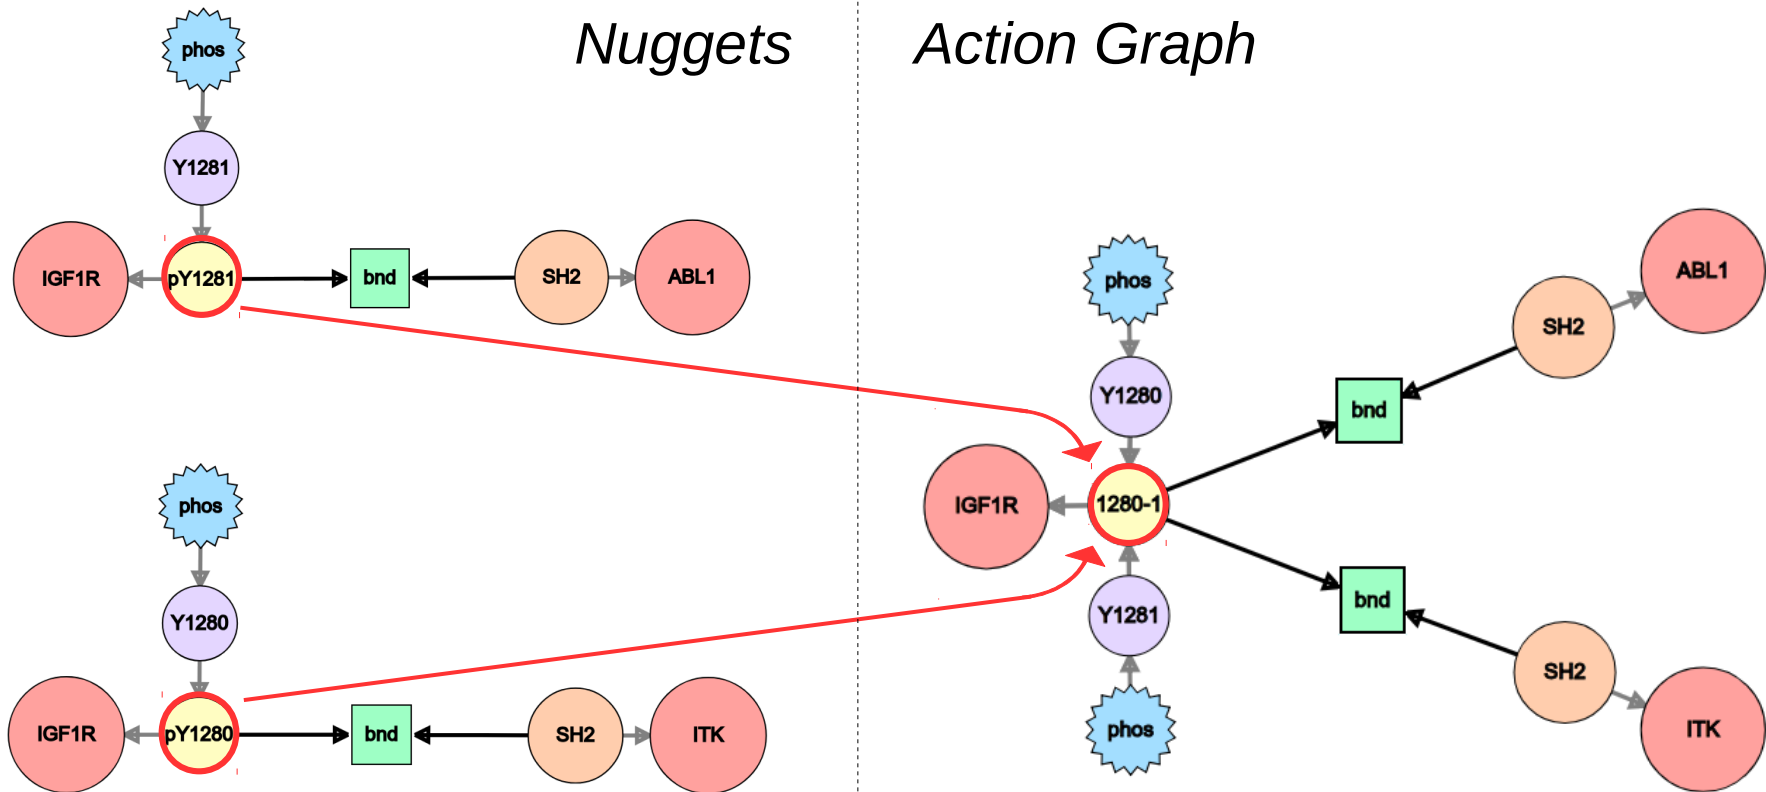 Nuggets
Action Graph
phos
Y1281
IGF1R
pY1281
bnd
SH2
ABL1
phos
Y1280
IGF1R
pY1280
bnd
SH2
ITK
phos
Y1280
IGF1R
1280-1
Y1281
phos
bnd
SH2
ABL1
bnd
SH2
ITK